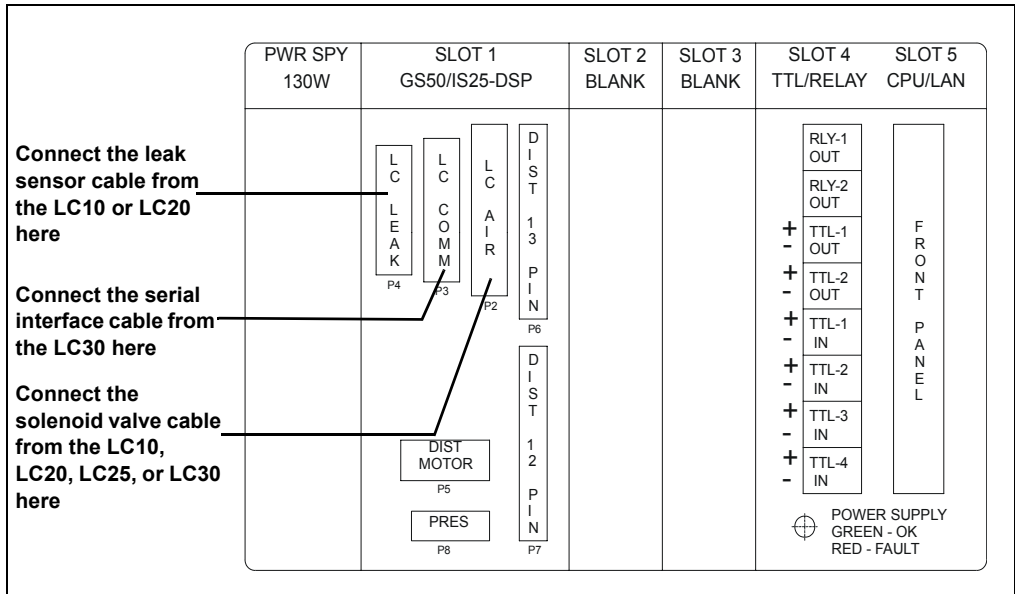 PWR SPY
130W
SLOT 1
GS50/IS25-DSP
SLOT 2
BLANK
SLOT 3
BLANK
SLOT 4
TTL/RELAY
SLOT 5
CPU/LAN
Connect the leak
sensor cable from
the LC10 or LC20
here
Connect the serial
interface cable from
the LC30 here
Connect the
solenoid valve cable
from the LC10,
LC20, LC25, or LC30
here
LC LEAK
P4
LC COMM
P3
LC AIR
P2
DIST 13 PIN
P6
DIST 12 PIN
P7
DIST
MOTOR
P5
PRES
P8
RLY-1
OUT
RLY-2
OUT
+ TTL-1
- OUT
+ TTL-2
- OUT
+ TTL-1
- IN
+ TTL-2
- IN
+ TTL-3
- IN
+ TTL-4
- IN
FRONT PANEL
POWER SUPPLY
GREEN - OK
RED - FAULT